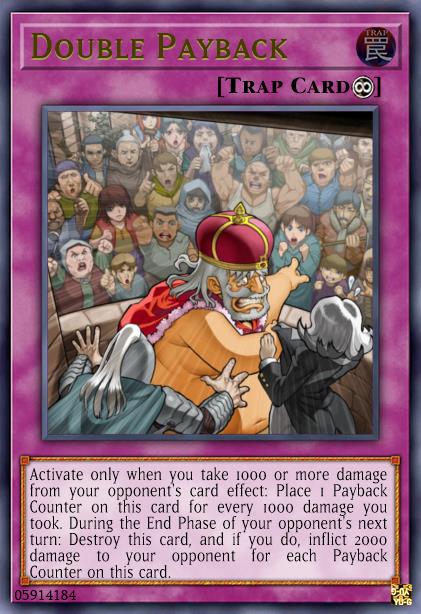 DOUBLE PAYBACK
TRAP
罠
[TRAP CARD∞]
Activate only when you take 1000 or more damage
from your opponent's card effect: Place 1 Payback
Counter on this card for every 1000 damage you
took. During the End Phase of your opponent's next
turn: Destroy this card, and if you do, inflict 2000
damage to your opponent for each Payback
Counter on this card.
05914184